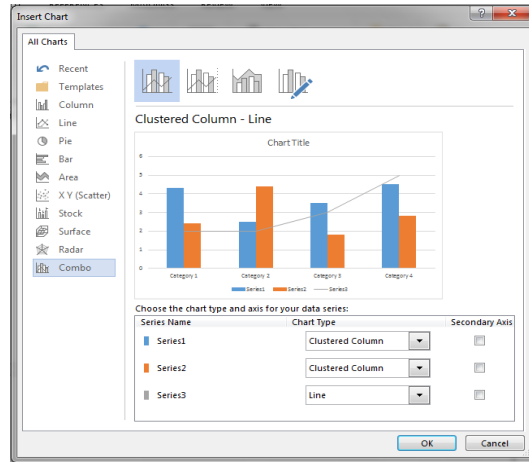 Insert Chart
?
All Charts
Recent
Templates
Column
Line
Pie
Bar
Area
X Y (Scatter)
Stock
Surface
Radar
Combo
Clustered Column - Line
Chart Title
6
5
4
3
2
1
0
Category 1 Category 2 Category 3 Category 4
Series1 Series2 Series3
Choose the chart type and axis for your data series:
Series Name Chart Type Secondary Axis
Series1 Clustered Column
Series2 Clustered Column
Series3 Line
OK Cancel